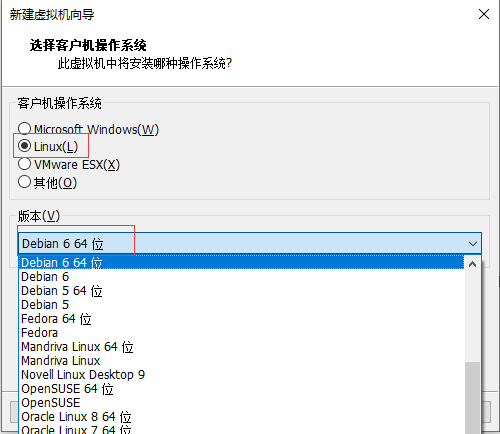 新建虚拟机向导
选择客户机操作系统
此虚拟机中将安装哪种操作系统?
客户机操作系统
Microsoft Windows(W)
Linux(L)
VMware ESX(X)
其他(O)
版本(V)
Debian 6 64 位
Debian 6 64 位
Debian 6
Debian 5 64 位
Debian 5
Fedora 64 位
Fedora
Mandriva Linux 64 位
Mandriva Linux
Novell Linux Desktop 9
OpenSUSE 64 位
OpenSUSE
Oracle Linux 8 64 位
Oracle Linux 7 64 位